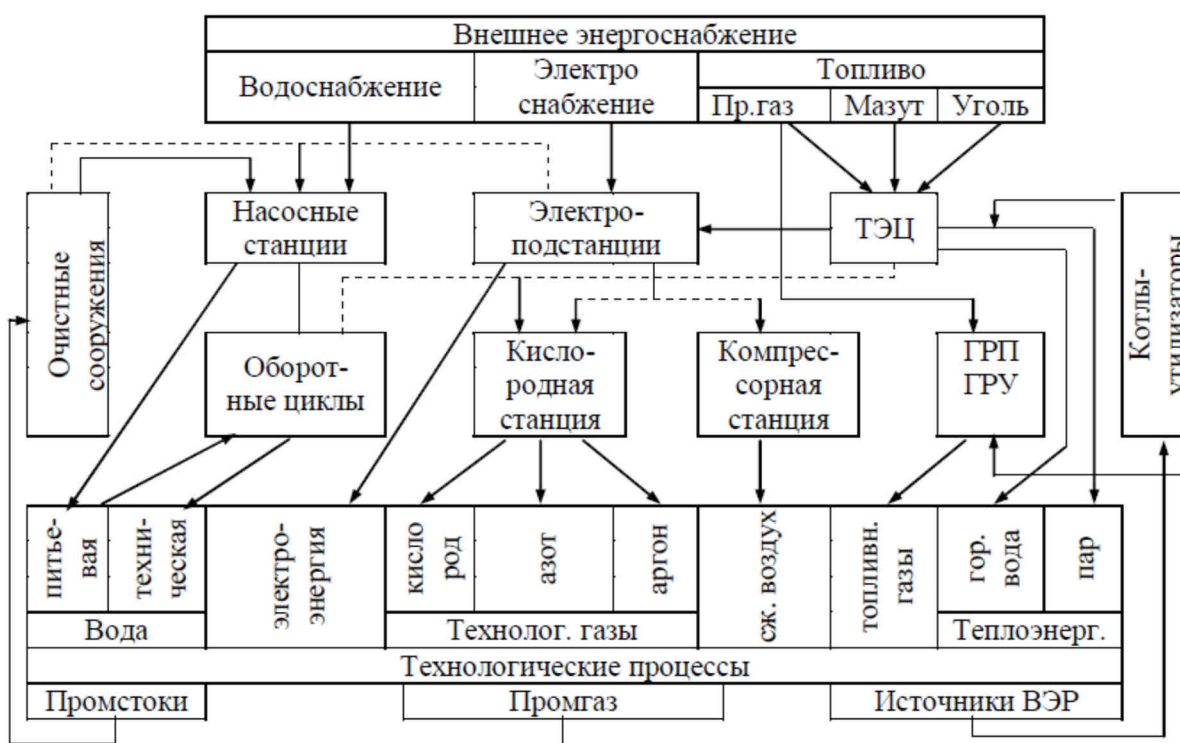 Внешнее энергоснабжение
Водоснабжение
Электро
снабжение
Топливо
Пр.газ
Мазут
Уголь
Очистные
сооружения
Насосные
станции
Электро-
подстанции
ТЭЦ
Котлы-
утилизаторы
Оборот-
ные циклы
Кисло-
родная
станция
Компрес-
сорная
станция
ГРП
ГРУ
питье-
вая
техни-
ческая
электро-
энергия
кисло
род
азот
аргон
сж. воздух
топливн.
газы
гор.
вода
пар
Вода
Технолог. газы
Теплоэнерг.
Технологические процессы
Промстоки
Промгаз
Источники ВЭР